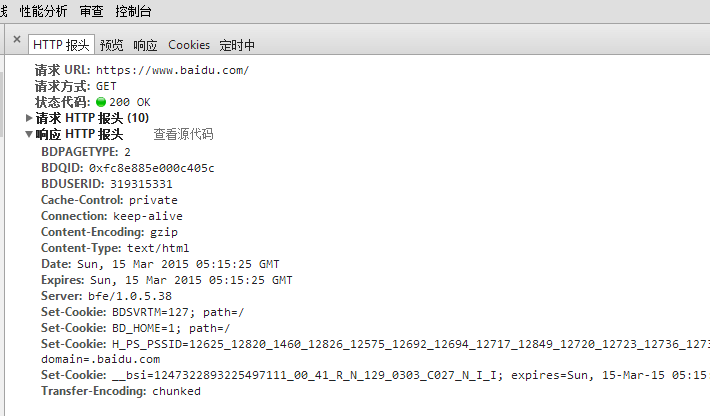 线 性能分析 审查 控制台
× HTTP 报头 预览 响应 Cookies 定时中
请求 URL: https://www.baidu.com/
请求方式: GET
状态代码: 200 OK
请求 HTTP 报头 (10)
响应 HTTP 报头 查看源代码
BDPAGETYPE: 2
BDQID: 0xfc8e885e000c405c
BDUSERID: 319315331
Cache-Control: private
Connection: keep-alive
Content-Encoding: gzip
Content-Type: text/html
Date: Sun, 15 Mar 2015 05:15:25 GMT
Expires: Sun, 15 Mar 2015 05:15:25 GMT
Server: bfe/1.0.5.38
Set-Cookie: BDSVRTM=127; path=/
Set-Cookie: BD_HOME=1; path=/
Set-Cookie: H_PS_PSSID=12625_12820_1460_12826_12575_12692_12694_12717_12849_12720_12723_12736_1273
domain=.baidu.com
Set-Cookie: __bsi=1247322893225497111_00_41_R_N_129_0303_C027_N_I_I; expires=Sun, 15-Mar-15 05:15
Transfer-Encoding: chunked